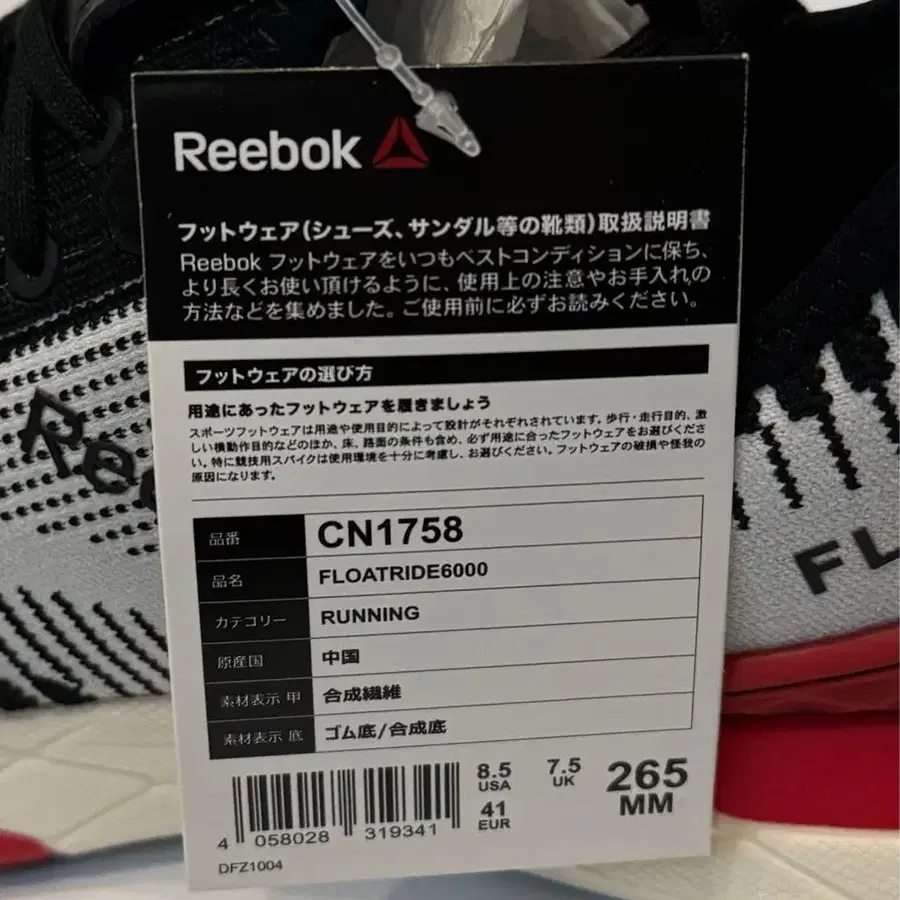 Reebok
フットウェア(シューズ、サンダル等の靴類)取扱説明書
Reebok フットウェアをいつもベストコンディションに保ち、
より長くお使い頂けるように、使用上の注意やお手入れの
方法などを集めました。ご使用前に必ずお読みください。
フットウェアの選び方
用途にあったフットウェアを履きましょう
スポーツフットウェアは用途や使用目的によって設計がそれぞれされています。歩行・走行目的、激
しい横動作目的などのほか、床、路面の条件も含め、必ず用途に合ったフットウェアをお選びくださ
い。特に競技用スパイクは使用環境を十分に考慮し、お選びください。フットウェアの破損や怪我の
原因になります。
品番 CN1758
品名 FLOATRIDE6000
カテゴリー RUNNING
原産国 中国
素材表示 甲 合成繊維
素材表示 底 ゴム底/合成底
8.5 USA
7.5 UK
265 MM
41 EUR
4 058028 319341
DFZ1004
Ree
FL